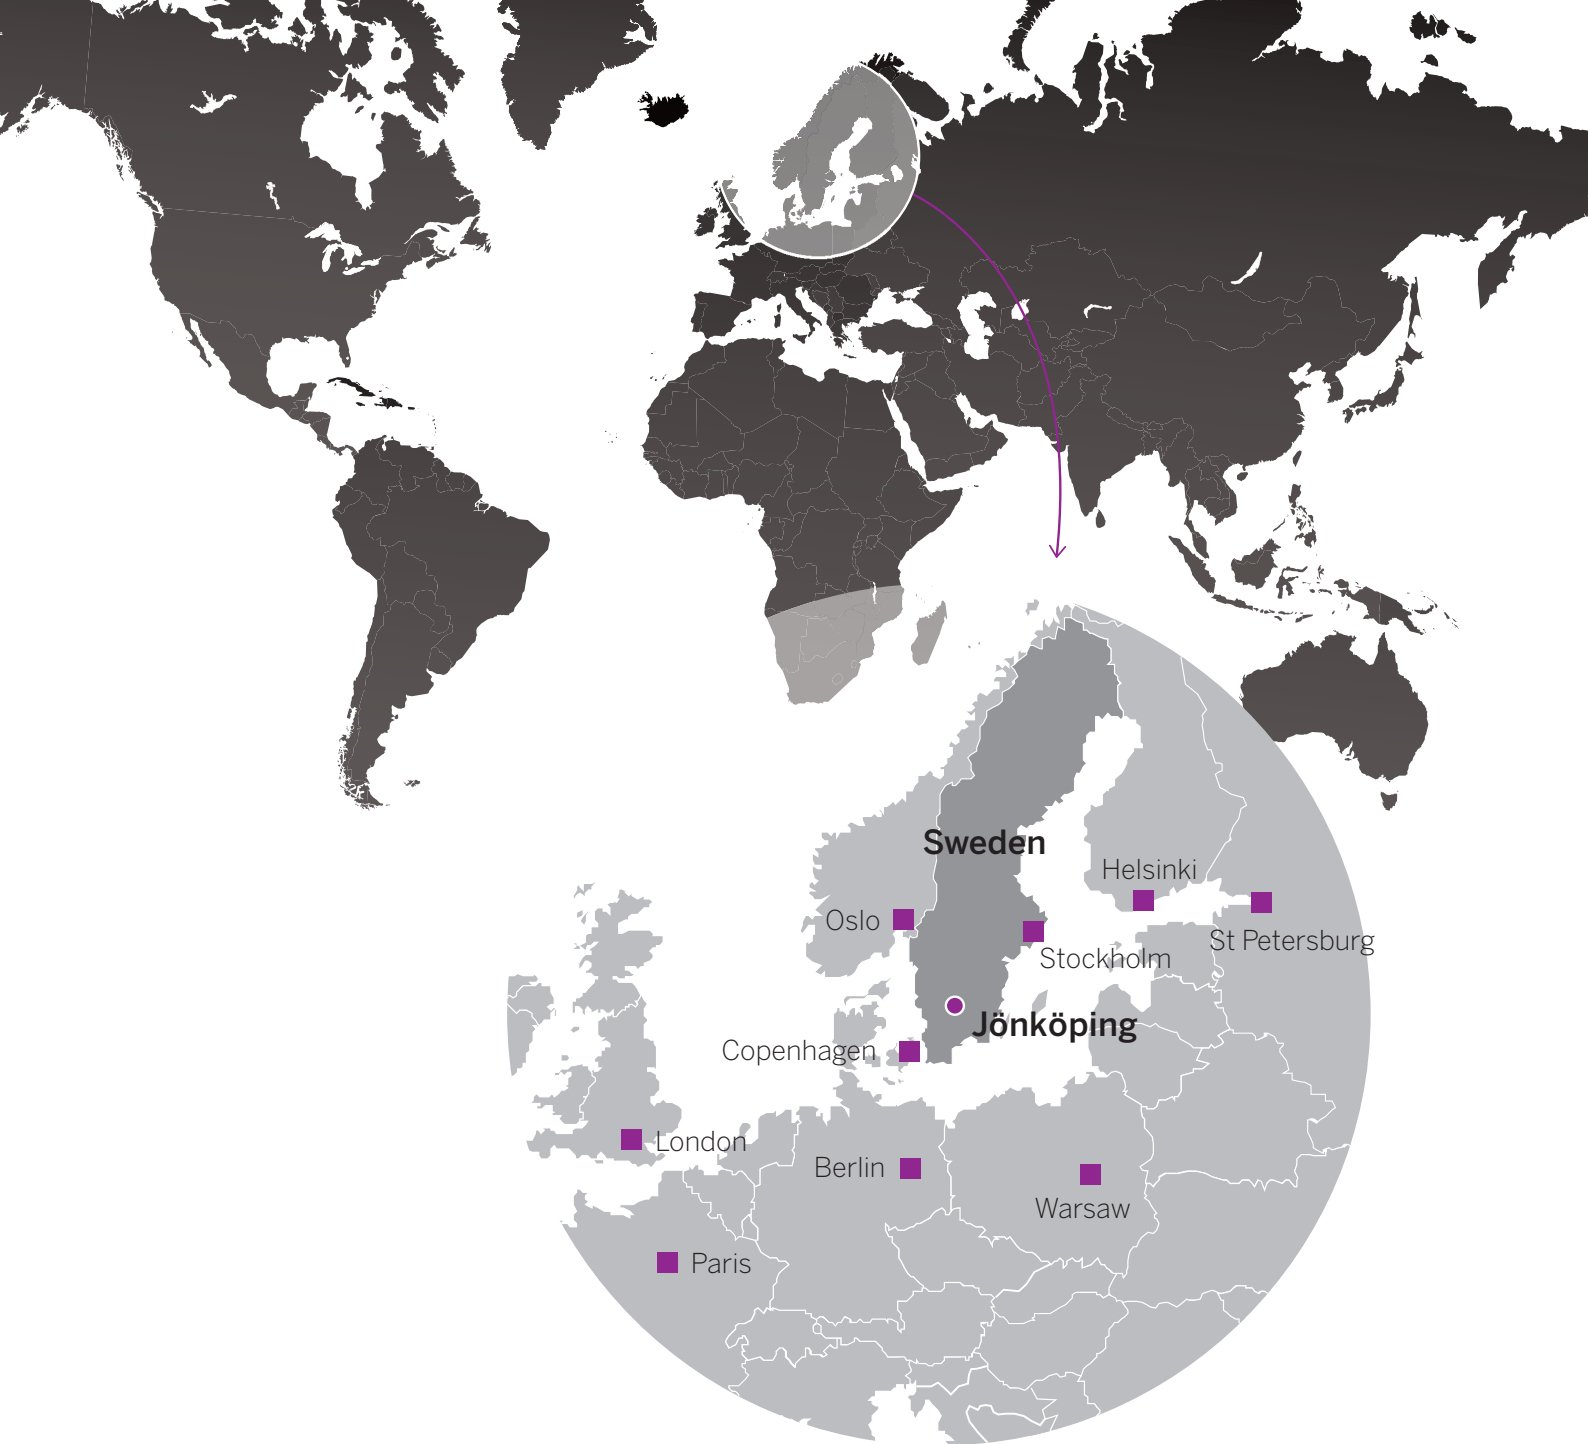 Sweden
Helsinki
Oslo
St Petersburg
Stockholm
Jönköping
Copenhagen
London
Berlin
Warsaw
Paris